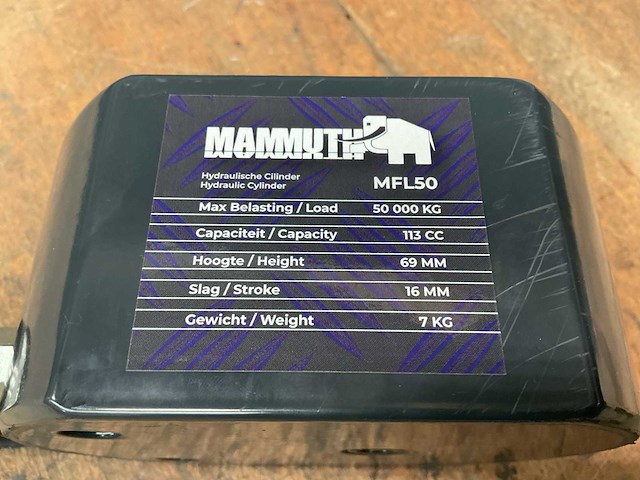 MAMMUTH
Hydraulische Cilinder
Hydraulic Cylinder
MFL50
Max Belasting / Load 50 000 KG
Capaciteit / Capacity 113 CC
Hoogte / Height 69 MM
Slag / Stroke 16 MM
Gewicht / Weight 7 KG